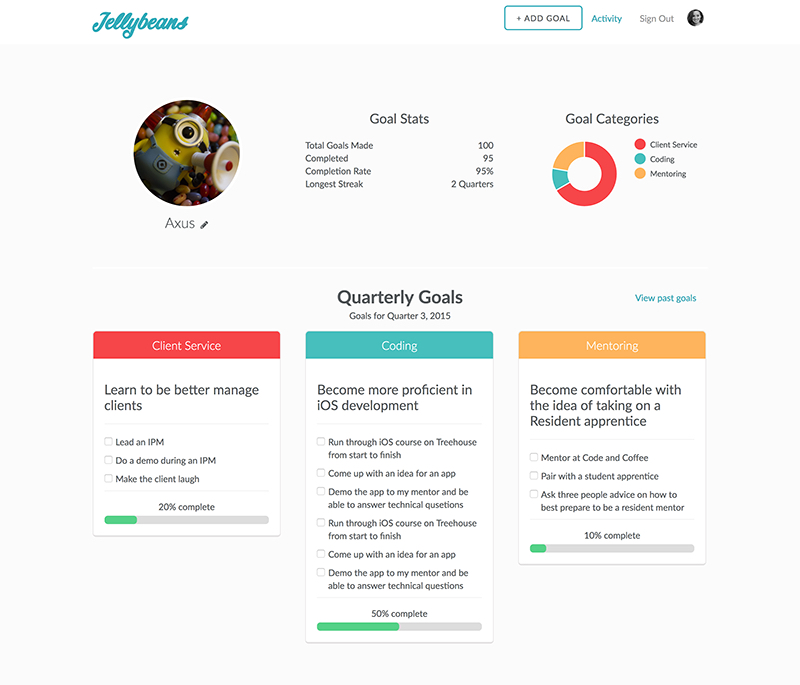 Jellybeans
+ ADD GOAL
Activity
Sign Out
Axus
Goal Stats
Total Goals Made 100
Completed 95
Completion Rate 95%
Longest Streak 2 Quarters
Goal Categories
Client Service
Coding
Mentoring
Quarterly Goals
Goals for Quarter 3, 2015
View past goals
Client Service
Learn to be better manage
clients
Lead an IPM
Do a demo during an IPM
Make the client laugh
20% complete
Coding
Become more proficient in
iOS development
Run through iOS course on Treehouse
from start to finish
Come up with an idea for an app
Demo the app to my mentor and be
able to answer technical qusetions
Run through iOS course on Treehouse
from start to finish
Come up with an idea for an app
Demo the app to my mentor and be
able to answer technical questions
50% complete
Mentoring
Become comfortable with
the idea of taking on a
Resident apprentice
Mentor at Code and Coffee
Pair with a student apprentice
Ask three people advice on how to
best prepare to be a resident mentor
10% complete